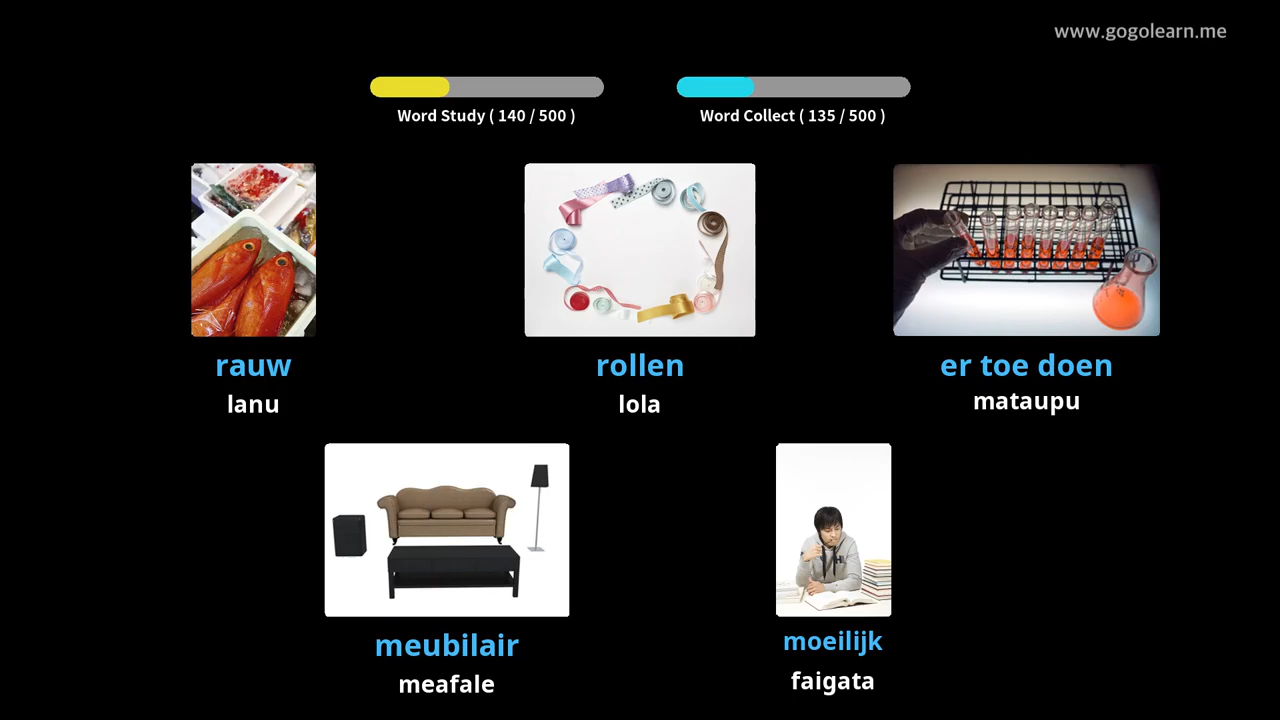 www.gogolearn.me
Word Study ( 140 / 500 )
Word Collect ( 135 / 500 )
rauw
lanu
rollen
lola
er toe doen
mataupu
meubilair
meafale
moeilijk
faigata